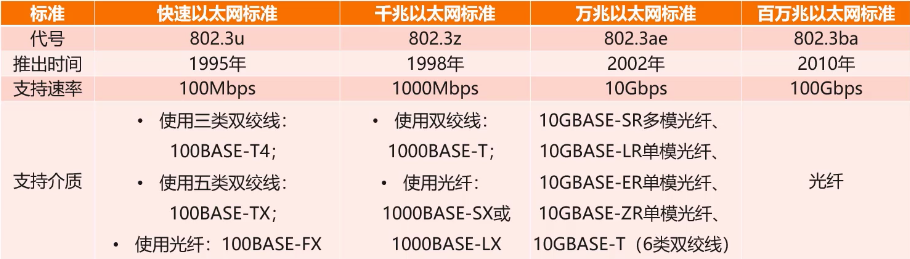 标准 快速以太网标准 千兆以太网标准 万兆以太网标准 百万兆以太网标准
代号 802.3u 802.3z 802.3ae 802.3ba
推出时间 1995年 1998年 2002年 2010年
支持速率 100Mbps 1000Mbps 10Gbps 100Gbps
支持介质
• 使用三类双绞线：
100BASE-T4；
• 使用五类双绞线：
100BASE-TX；
• 使用光纤：100BASE-FX
• 使用双绞线：
1000BASE-T；
• 使用光纤：
1000BASE-SX或
1000BASE-LX
10GBASE-SR多模光纤、
10GBASE-LR单模光纤、
10GBASE-ER单模光纤、
10GBASE-ZR单模光纤、
10GBASE-T（6类双绞线）
光纤